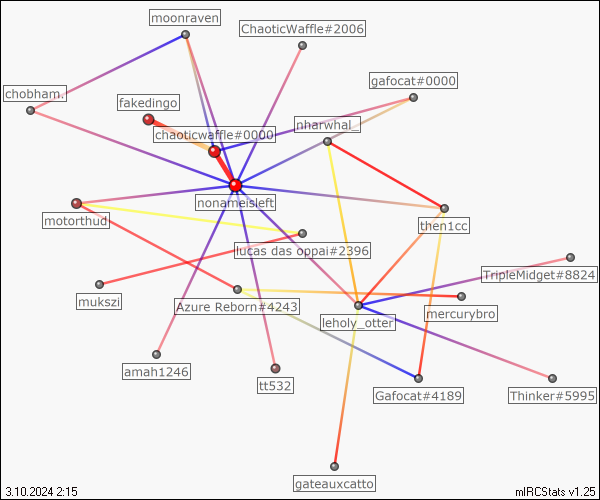 moonraven
ChaoticWaffle#2006
gafocat#0000
chobham.
fakedingo
nharwhal_
chaoticwaffle#0000
nonameisleft
motorthud
then1cc
lucas das oppai#2396
TripleMidget#8824
mukszi
Azure Reborn#4243
mercurybro
leholy_otter
amah1246
tt532
Gafocat#4189
Thinker#5995
gateauxcatto
3.10.2024 2:15
mIRCStats v1.25